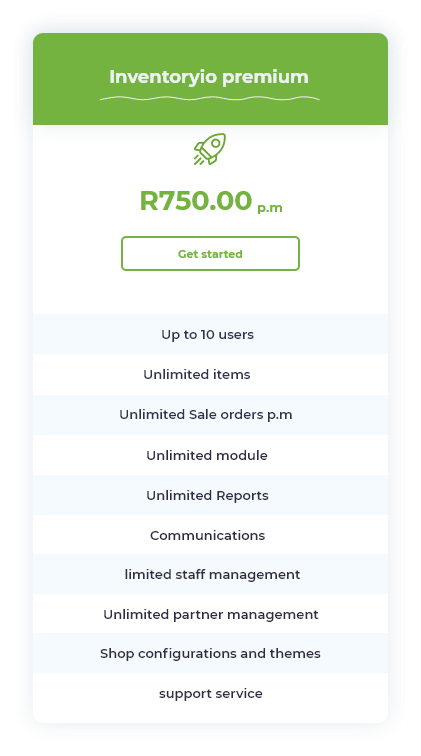 Inventoryio premium
R750.00 p.m
Get started
Up to 10 users
Unlimited items
Unlimited Sale orders p.m
Unlimited module
Unlimited Reports
Communications
limited staff management
Unlimited partner management
Shop configurations and themes
support service